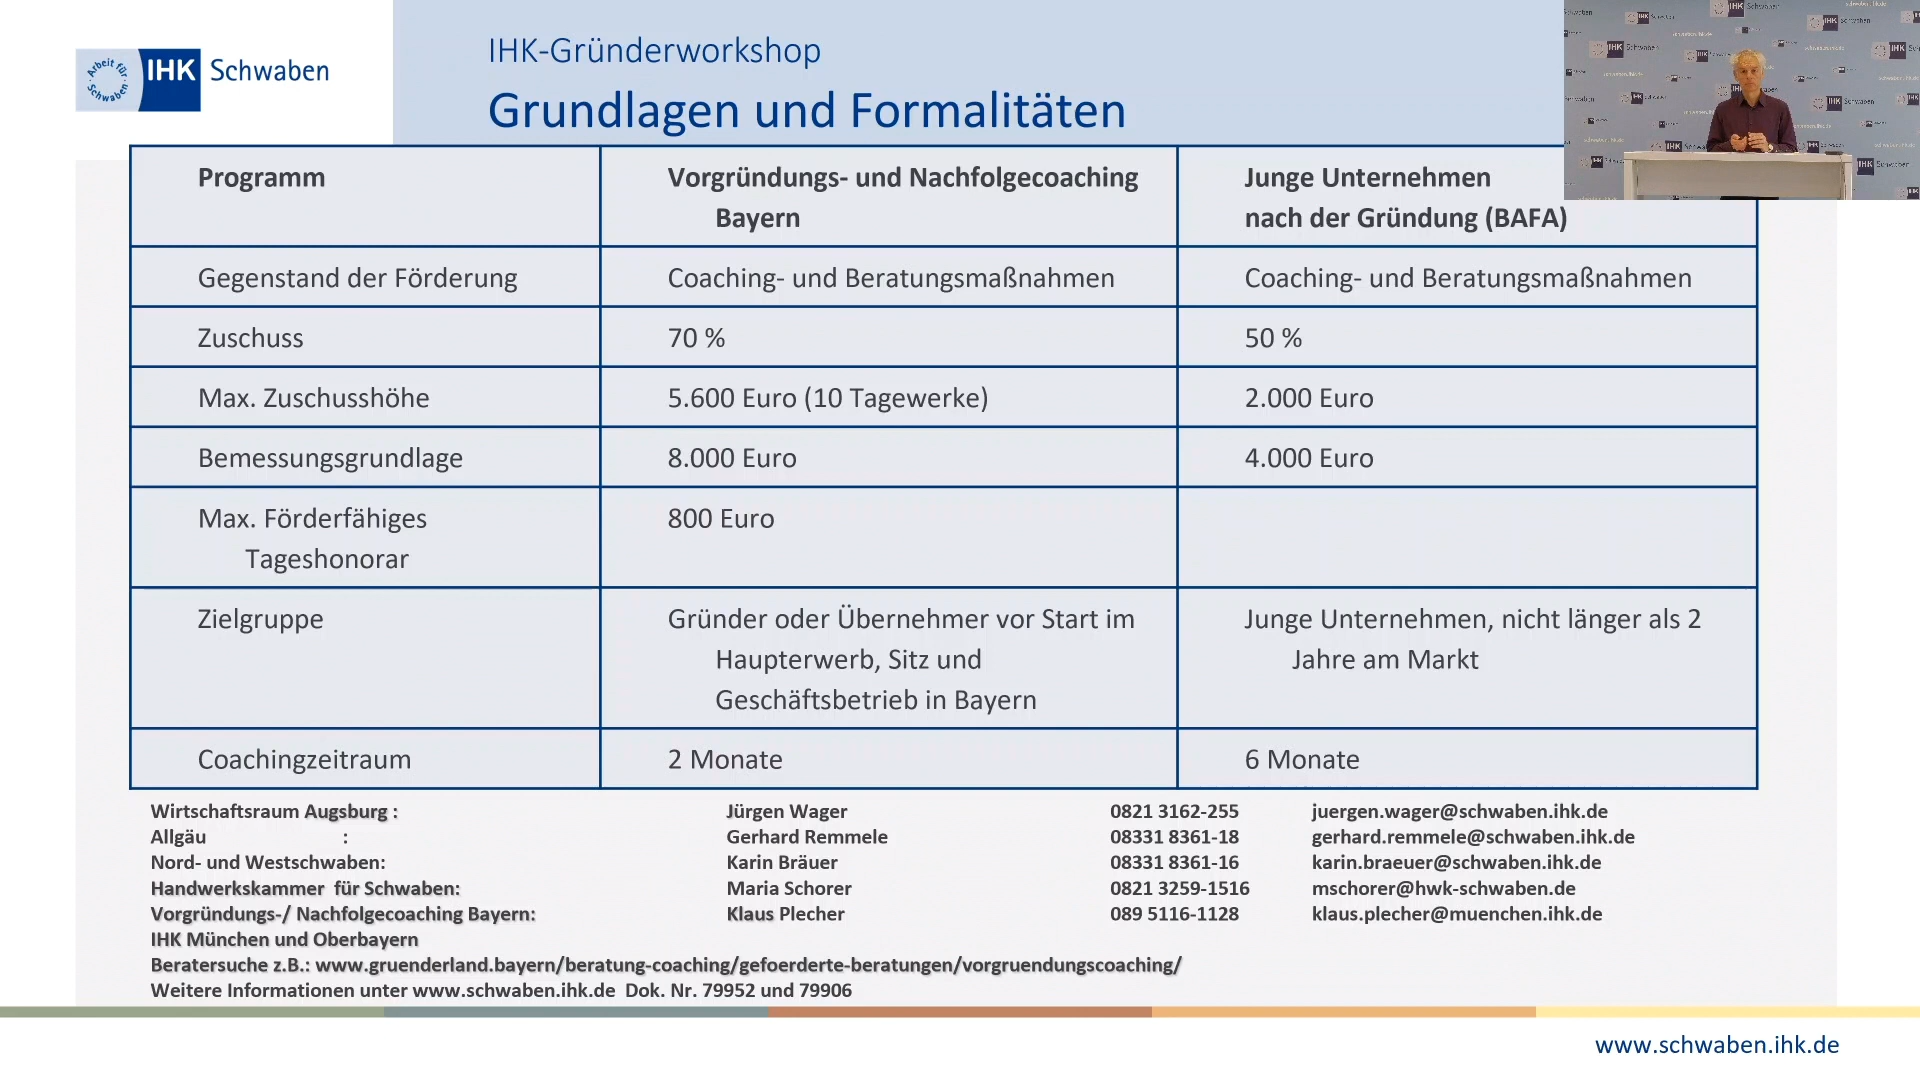 Arbeit für Schwaben
IHK Schwaben
IHK-Gründerworkshop
Grundlagen und Formalitäten
Programm
Vorgründungs- und Nachfolgecoaching
Bayern
Junge Unternehmen
nach der Gründung (BAFA)
Gegenstand der Förderung
Coaching- und Beratungsmaßnahmen
Coaching- und Beratungsmaßnahmen
Zuschuss
70 %
50 %
Max. Zuschusshöhe
5.600 Euro (10 Tagewerke)
2.000 Euro
Bemessungsgrundlage
8.000 Euro
4.000 Euro
Max. Förderfähiges
Tageshonorar
800 Euro
Zielgruppe
Gründer oder Übernehmer vor Start im
Haupterwerb, Sitz und
Geschäftsbetrieb in Bayern
Junge Unternehmen, nicht länger als 2
Jahre am Markt
Coachingzeitraum
2 Monate
6 Monate
Wirtschaftsraum Augsburg : Jürgen Wager 0821 3162-255 juergen.wager@schwaben.ihk.de
Allgäu : Gerhard Remmele 08331 8361-18 gerhard.remmele@schwaben.ihk.de
Nord- und Westschwaben: Karin Bräuer 08331 8361-16 karin.braeuer@schwaben.ihk.de
Handwerkskammer für Schwaben: Maria Schorer 0821 3259-1516 mschorer@hwk-schwaben.de
Vorgründungs-/ Nachfolgecoaching Bayern: Klaus Plecher 089 5116-1128 klaus.plecher@muenchen.ihk.de
IHK München und Oberbayern
Beratersuche z.B.: www.gruenderland.bayern/beratung-coaching/gefoerderte-beratungen/vorgruendungscoaching/
Weitere Informationen unter www.schwaben.ihk.de Dok. Nr. 79952 und 79906
www.schwaben.ihk.de